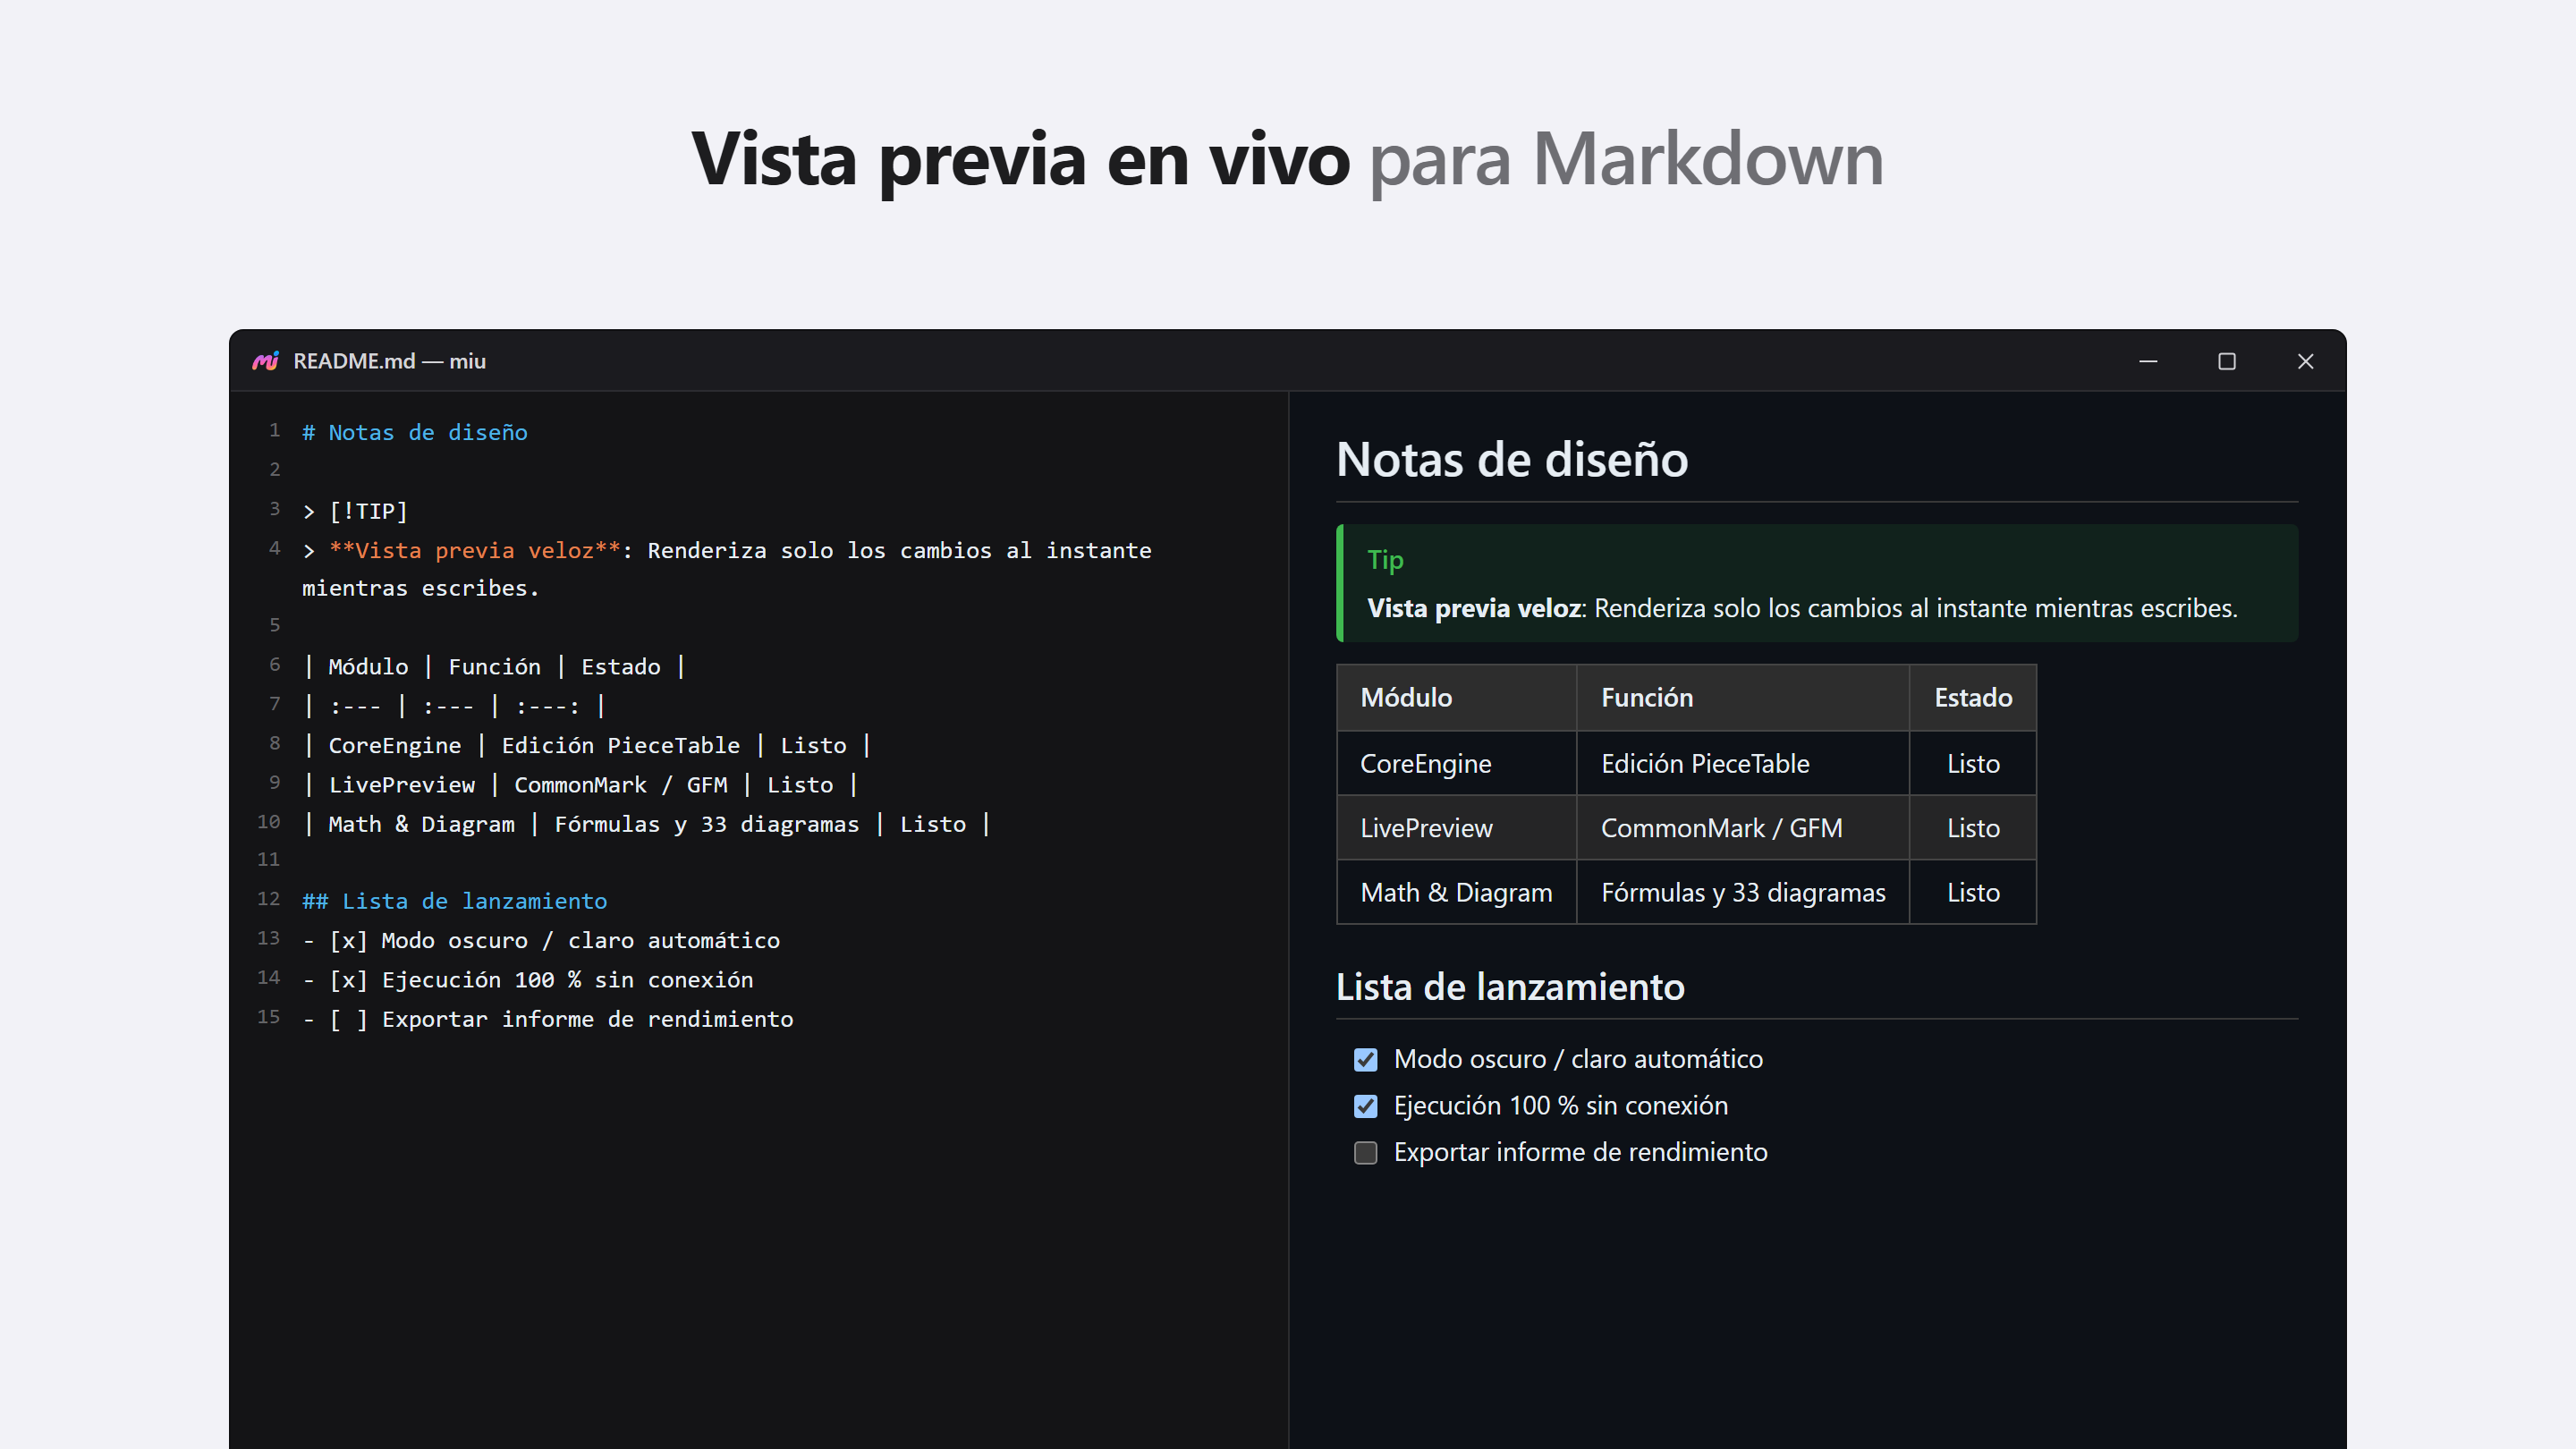 Vista previa en vivo para Markdown
mi README.md — miu
1 # Notas de diseño
2
3 > [!TIP]
4 > **Vista previa veloz**: Renderiza solo los cambios al instante
mientras escribes.
5
6 | Módulo | Función | Estado |
7 | :--- | :--- | :---: |
8 | CoreEngine | Edición PieceTable | Listo |
9 | LivePreview | CommonMark / GFM | Listo |
10 | Math & Diagram | Fórmulas y 33 diagramas | Listo |
11
12 ## Lista de lanzamiento
13 - [x] Modo oscuro / claro automático
14 - [x] Ejecución 100 % sin conexión
15 - [ ] Exportar informe de rendimiento
Notas de diseño
Tip
Vista previa veloz: Renderiza solo los cambios al instante mientras escribes.
Módulo Función Estado
CoreEngine Edición PieceTable Listo
LivePreview CommonMark / GFM Listo
Math & Diagram Fórmulas y 33 diagramas Listo
Lista de lanzamiento
Modo oscuro / claro automático
Ejecución 100 % sin conexión
Exportar informe de rendimiento